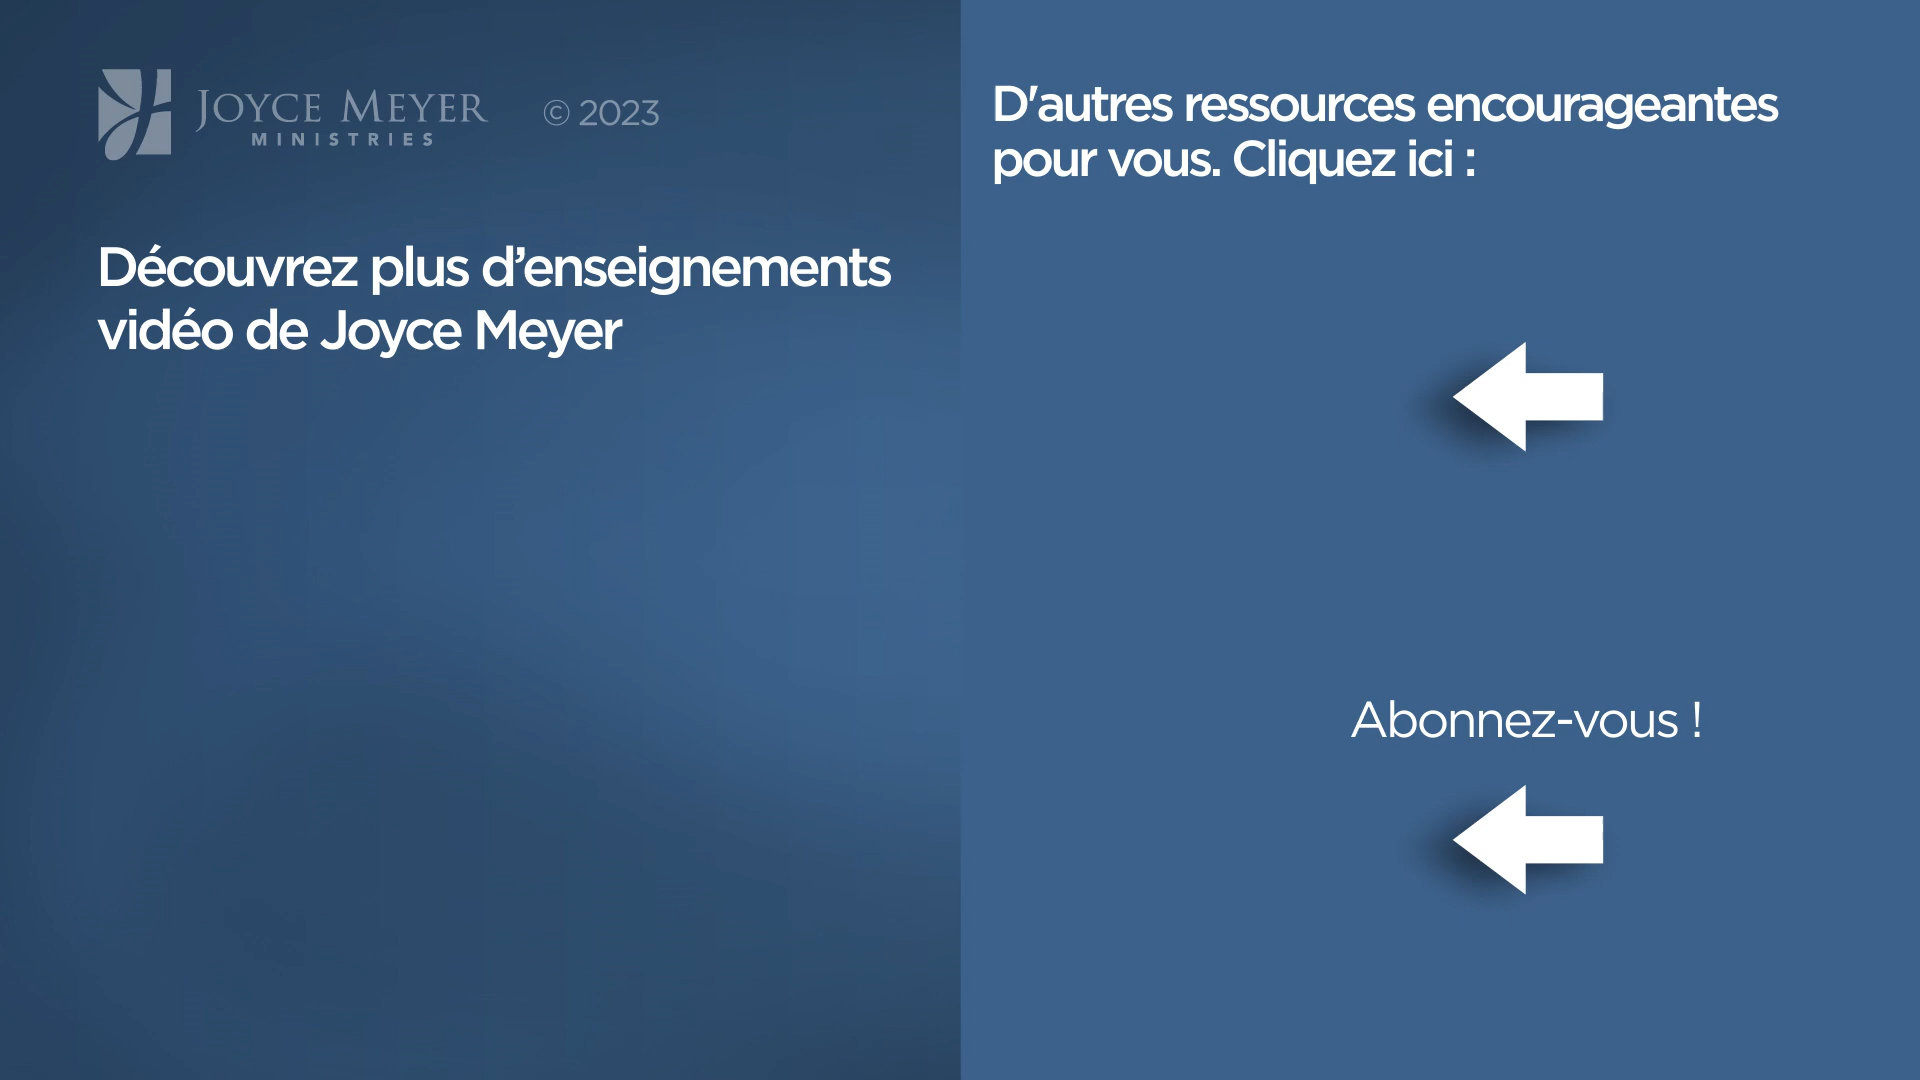 JOYCE MEYER © 2023
MINISTRIES
Découvrez plus d’enseignements
vidéo de Joyce Meyer
D'autres ressources encourageantes
pour vous. Cliquez ici :
Abonnez-vous !